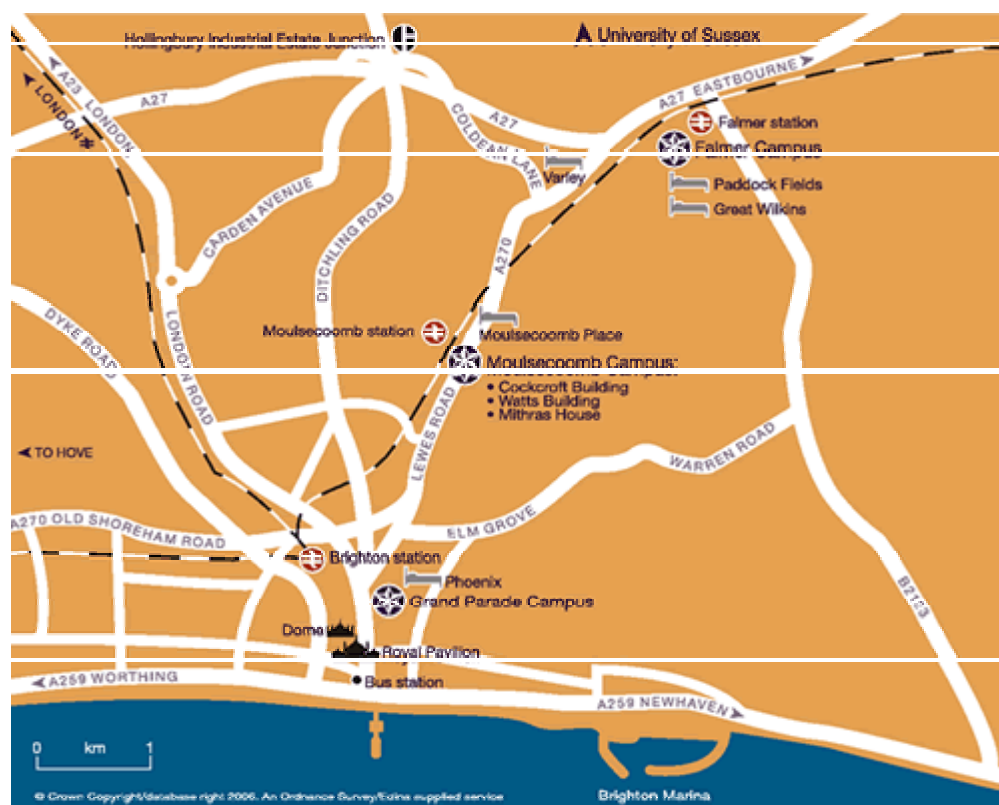 Hollingbury Industrial Estate Junction
University of Sussex
A23 LONDON
LONDON
A27
A27
A27 EASTBOURNE
COLDEAN LANE
Falmer station
Falmer Campus
Varley
Paddock Fields
Great Wilkins
CARDEN AVENUE
DITCHLING ROAD
A270
DYKE ROAD
LONDON ROAD
Moulsecoomb station
Moulsecoomb Place
Moulsecoomb Campus:
• Cockcroft Building
• Watts Building
• Mithras House
LEWES ROAD
TO HOVE
WARREN ROAD
A270 OLD SHOREHAM ROAD
ELM GROVE
Brighton station
Phoenix
Grand Parade Campus
Dome
Royal Pavilion
Bus station
A259 WORTHING
A259 NEWHAVEN
0 km 1
© Crown Copyright/database right 2006. An Ordnance Survey/Edina supplied service
Brighton Marina